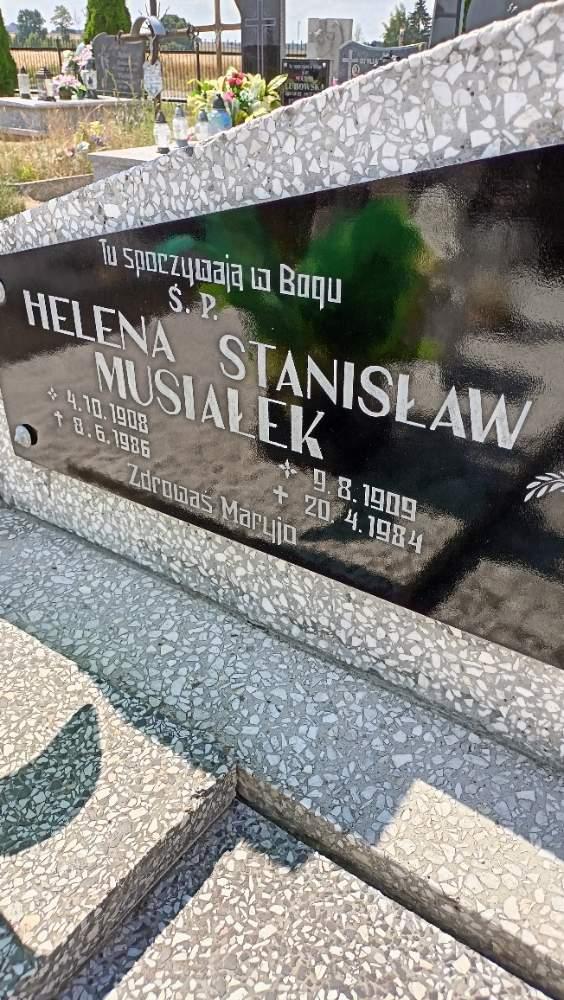 Tu spoczywają w Bogu
Ś. P.
HELENA STANISŁAW
MUSIAŁEK
4.10.1908
† 8.6.1986
9.8.1909
† 20.4.1984
Zdrowaś Maryjo